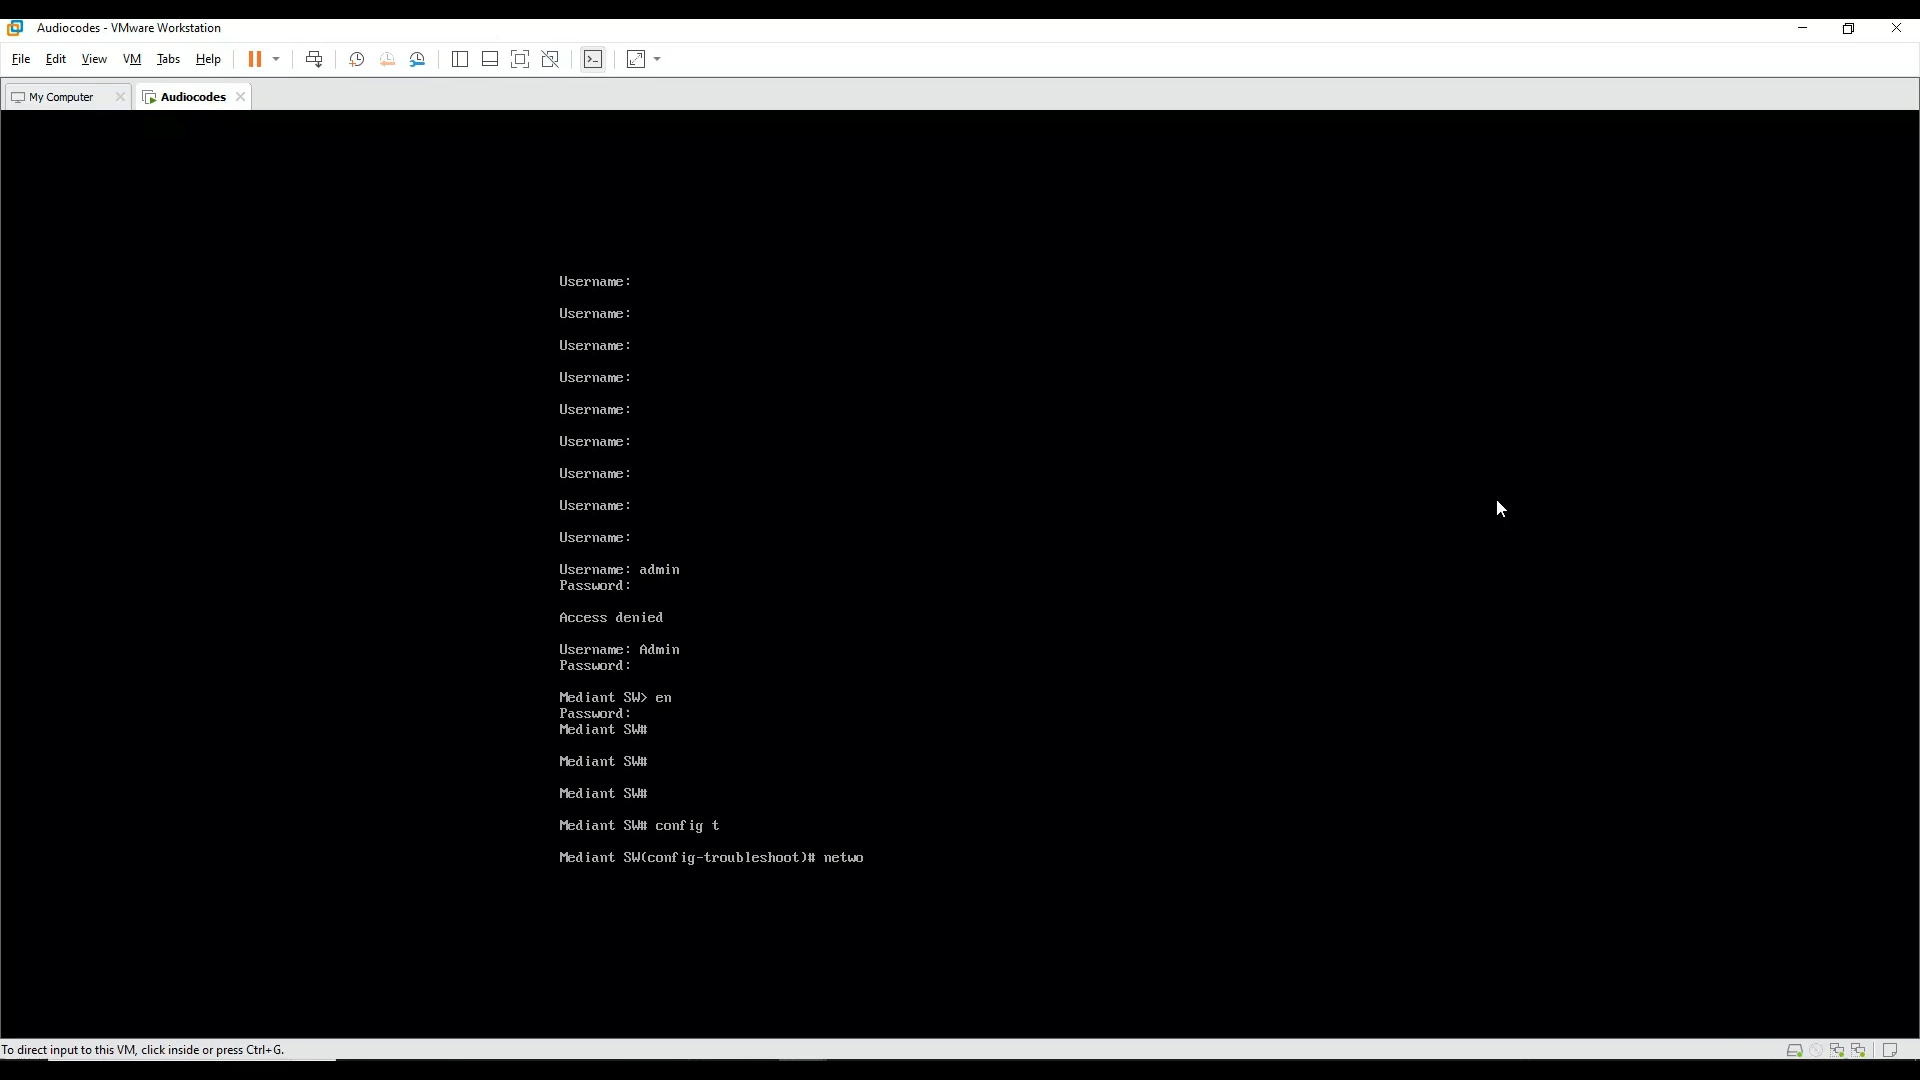 Audiocodes - VMware Workstation
File Edit View VM Tabs Help
My Computer Audiocodes
Username:
Username:
Username:
Username:
Username:
Username:
Username:
Username:
Username:
Username: admin
Password:
Access denied
Username: Admin
Password:
Mediant SW> en
Password:
Mediant SW#
Mediant SW#
Mediant SW#
Mediant SW# config t
Mediant SW(config-troubleshoot)# netwo
To direct input to this VM, click inside or press Ctrl+G.